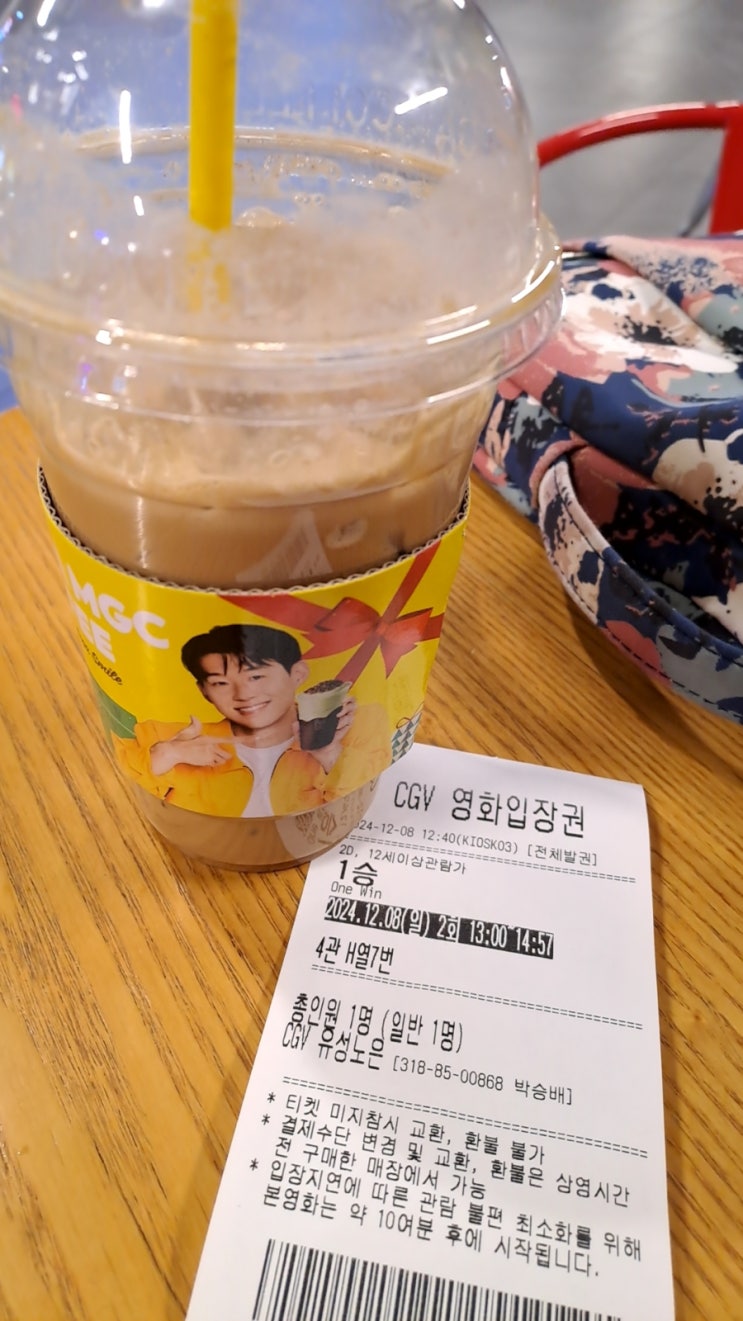 MGC
Smile
CGV 영화입장권
24-12-08 12:40(KIOSK03) [전체발권]
2D, 12세이상관람가
1승
One Win
2024.12.08(일) 2회 13:00 14:57
4관 H열7번
총인원 1명 (일반 1명)
CGV 유성노은 [318-85-00868 박승배]
* 티켓 미지참시 교환, 환불 불가
* 결제수단 변경 및 교환, 환불은 상영시간
전 구매한 매장에서 가능
* 입장지연에 따른 관람 불편 최소화를 위해
본영화는 약 10여분 후에 시작됩니다.